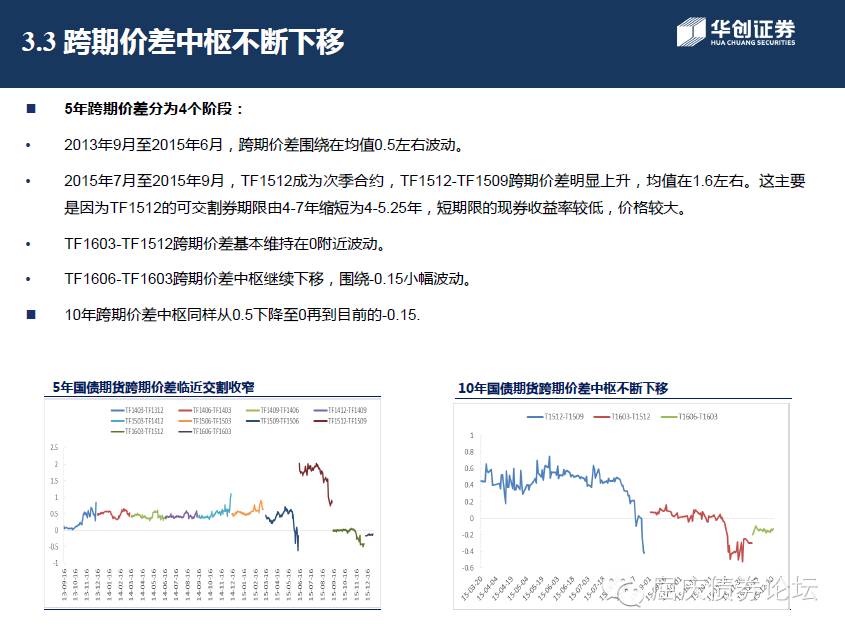 3.3 跨期价差中枢不断下移
华创证券
HUA CHUANG SECURITIES
■ 5年跨期价差分为4个阶段：
• 2013年9月至2015年6月，跨期价差围绕在均值0.5左右波动。
• 2015年7月至2015年9月，TF1512成为次季合约，TF1512-TF1509跨期价差明显上升，均值在1.6左右。这主要
是因为TF1512的可交割券期限由4-7年缩短为4-5.25年，短期限的现券收益率较低，价格较大。
• TF1603-TF1512跨期价差基本维持在0附近波动。
• TF1606-TF1603跨期价差中枢继续下移，围绕-0.15小幅波动。
■ 10年跨期价差中枢同样从0.5下降至0再到目前的-0.15.
5年国债期货跨期价差临近交割收窄
TF1403-TF1312 TF1406-TF1403 TF1409-TF1406 TF1412-TF1409
TF1503-TF1412 TF1506-TF1503 TF1509-TF1506 TF1512-TF1509
TF1603-TF1512 TF1606-TF1603
2.5
2
1.5
1
0.5
0
-0.5
-1
13-09-16 13-10-16 13-11-16 13-12-16 14-01-16 14-02-16 14-03-16 14-04-16 14-05-16 14-06-16 14-07-16 14-08-16 14-09-16 14-10-16 14-11-16 14-12-16 15-01-16 15-02-16 15-03-16 15-04-16 15-05-16 15-06-16 15-07-16 15-08-16 15-09-16 15-10-16 15-11-16 15-12-16
10年国债期货跨期价差中枢不断下移
T1512-T1509 T1603-T1512 T1606-T1603
1
0.8
0.6
0.4
0.2
0
-0.2
-0.4
-0.6
15-03-20 15-04-04 15-04-19 15-05-04 15-05-19 15-06-03 15-06-18 15-07-03 15-07-18
债券论坛